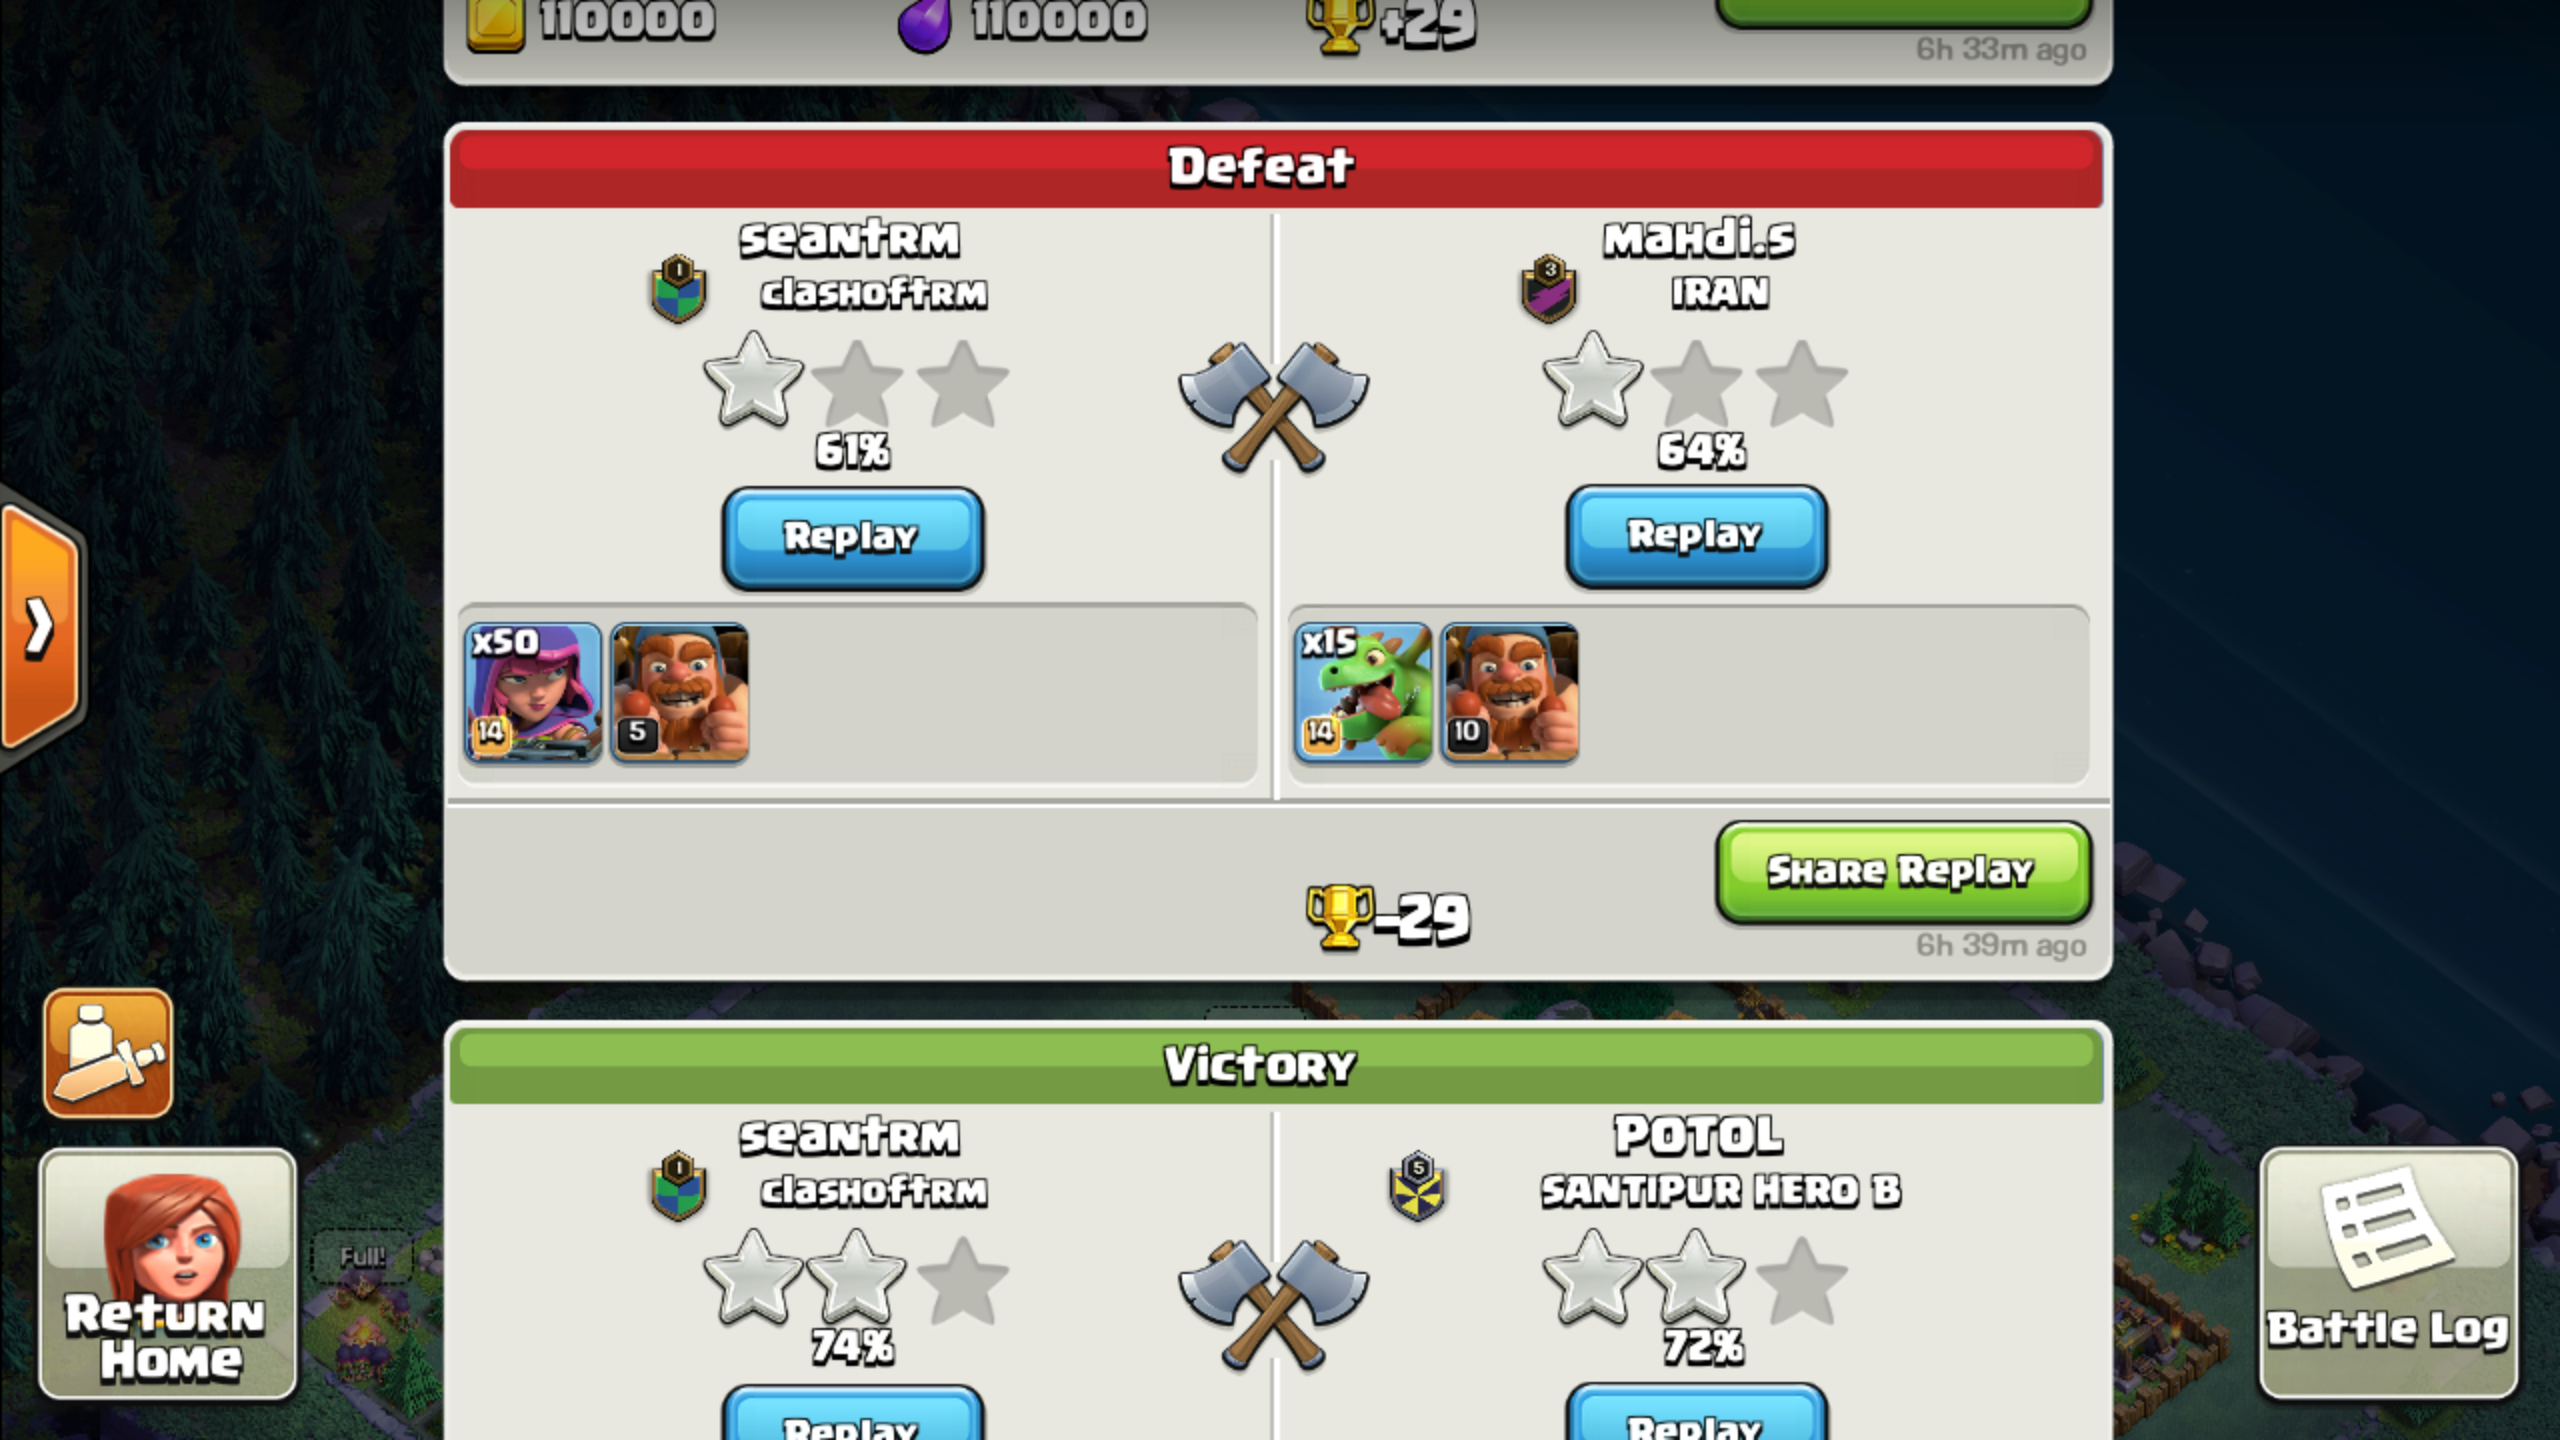 110000
110000
+29
6h 33m ago
Defeat
seantRM
1
clashoftRM
61%
Replay
Mahdi.s
3
IRAN
64%
Replay
x50
14
5
x15
14
10
-29
Share Replay
6h 39m ago
Victory
seantRM
1
clashoftRM
74%
Replay
POTOL
5
SANTIPUR HERO B
72%
Replay
Full!
Return
Home
Battle Log